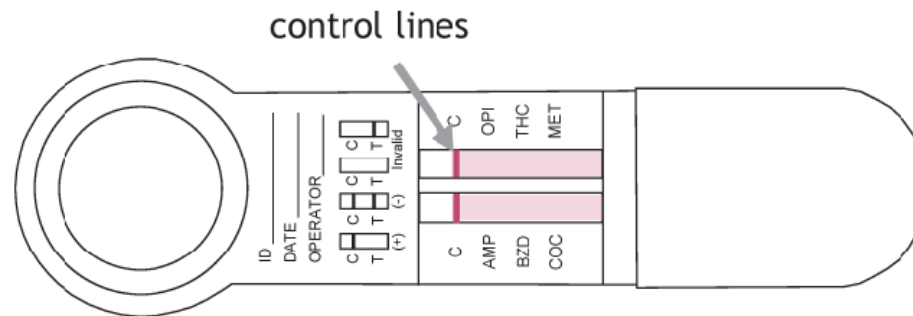 control lines
ID
DATE
OPERATOR
C T
C T Invalid
C T (-)
C T (+)
C OPI THC MET
C AMP BZD COC